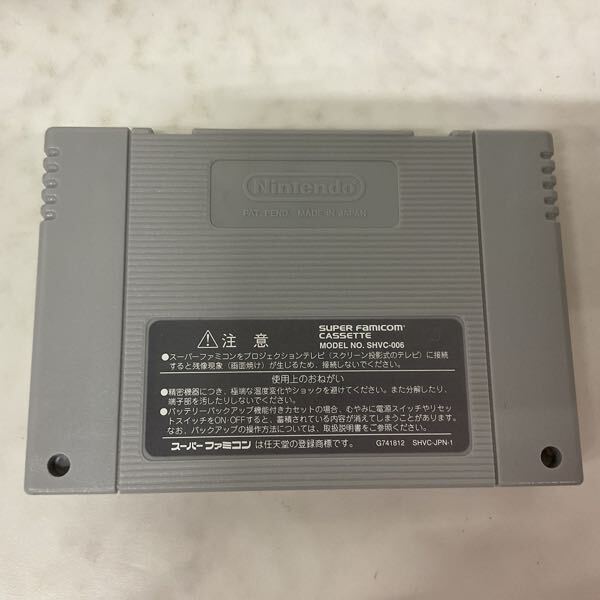 Nintendo
PAT. PEND. MADE IN JAPAN
注意
SUPER FAMICOM
CASSETTE
MODEL NO. SHVC-006
●スーパーファミコンをプロジェクションテレビ(スクリーン投影式のテレビ)に接続
すると残像現象(画面焼け)が生じるため、接続しないでください。
使用上のおねがい
●精密機器につき、極端な温度変化やショックを避けてください。また分解したり、
端子部を汚したりしないでください。
●バッテリーバックアップ機能付きカセットの場合、むやみに電源スイッチやリセッ
トスイッチをON・OFFすると、蓄積されている内容が消えてしまうことがあります。
なお、バックアップの操作方法については、取扱説明書をご参照ください。
スーパーファミコンは任天堂の登録商標です。 G741812 SHVC-JPN-1